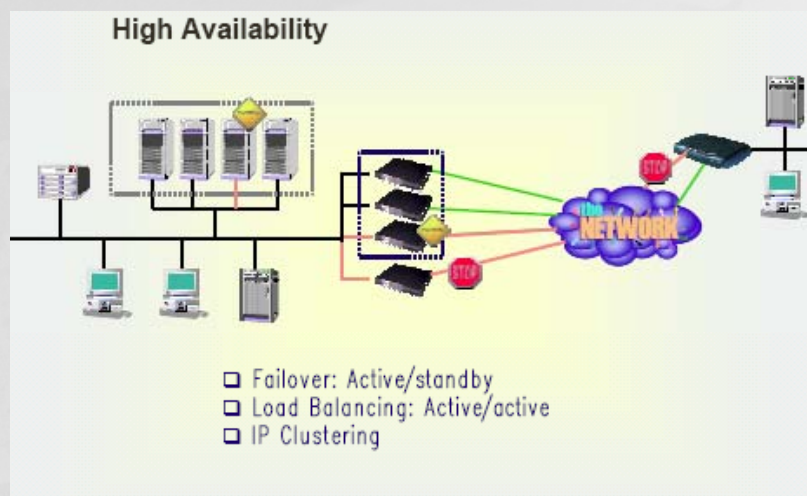 High Availability
STOP
the
NETWORK
STOP
Failover: Active/standby
Load Balancing: Active/active
IP Clustering